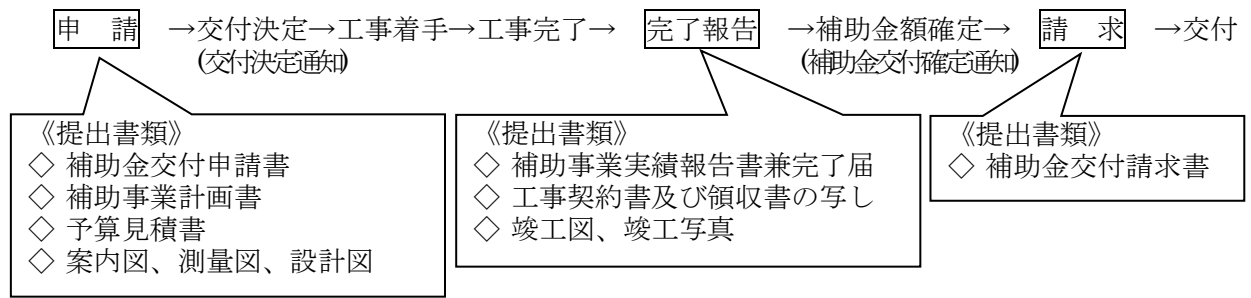 申　請　→交付決定→工事着手→工事完了→　完了報告　→補助金額確定→　請　求　→交付
(交付決定通知)　(補助金交付確定通知)
《提出書類》
◇ 補助金交付申請書
◇ 補助事業計画書
◇ 予算見積書
◇ 案内図、測量図、設計図
《提出書類》
◇ 補助事業実績報告書兼完了届
◇ 工事契約書及び領収書の写し
◇ 竣工図、竣工写真
《提出書類》
◇ 補助金交付請求書